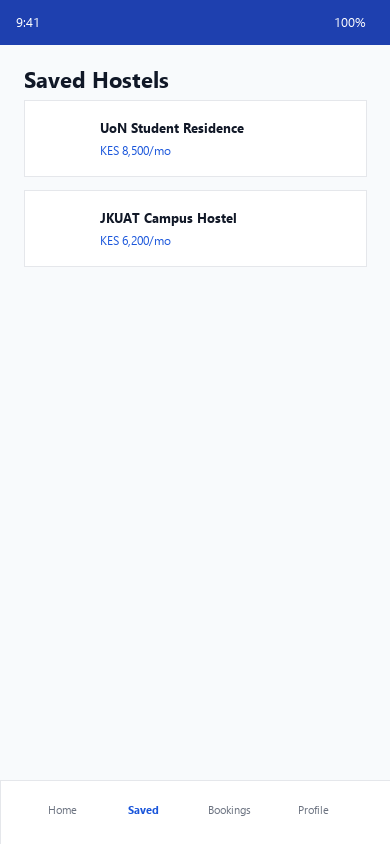 9:41 100%
Saved Hostels
UoN Student Residence
KES 8,500/mo
JKUAT Campus Hostel
KES 6,200/mo
Home Saved Bookings Profile